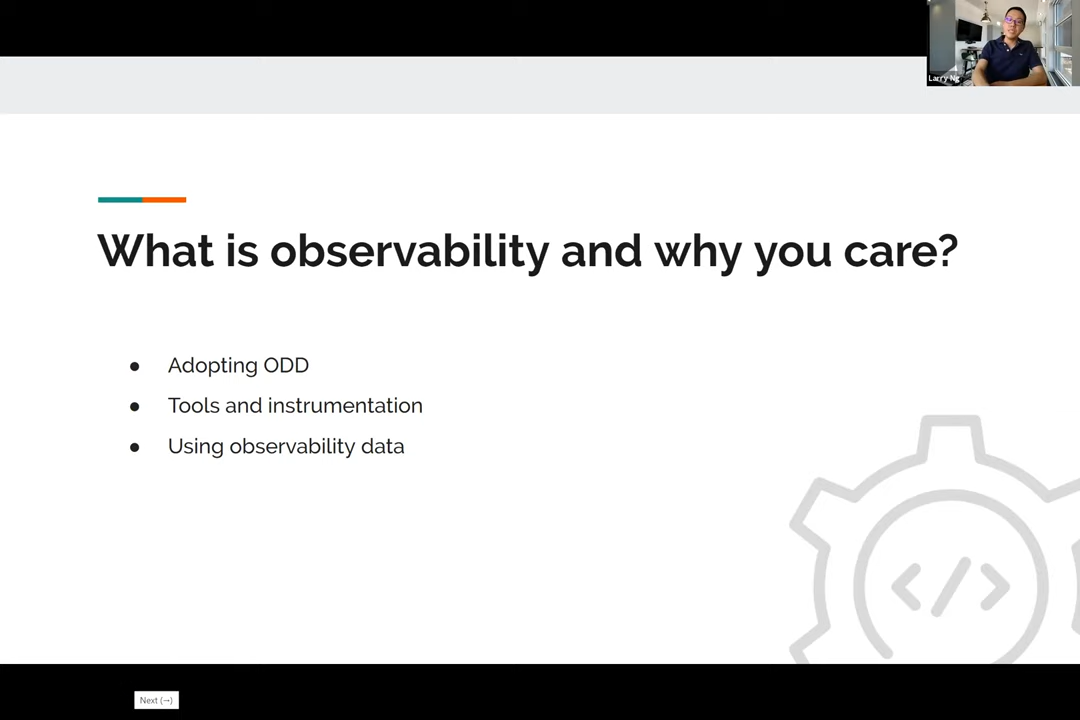 Larry Ng
What is observability and why you care?
● Adopting ODD
● Tools and instrumentation
● Using observability data
</>
Next (→)